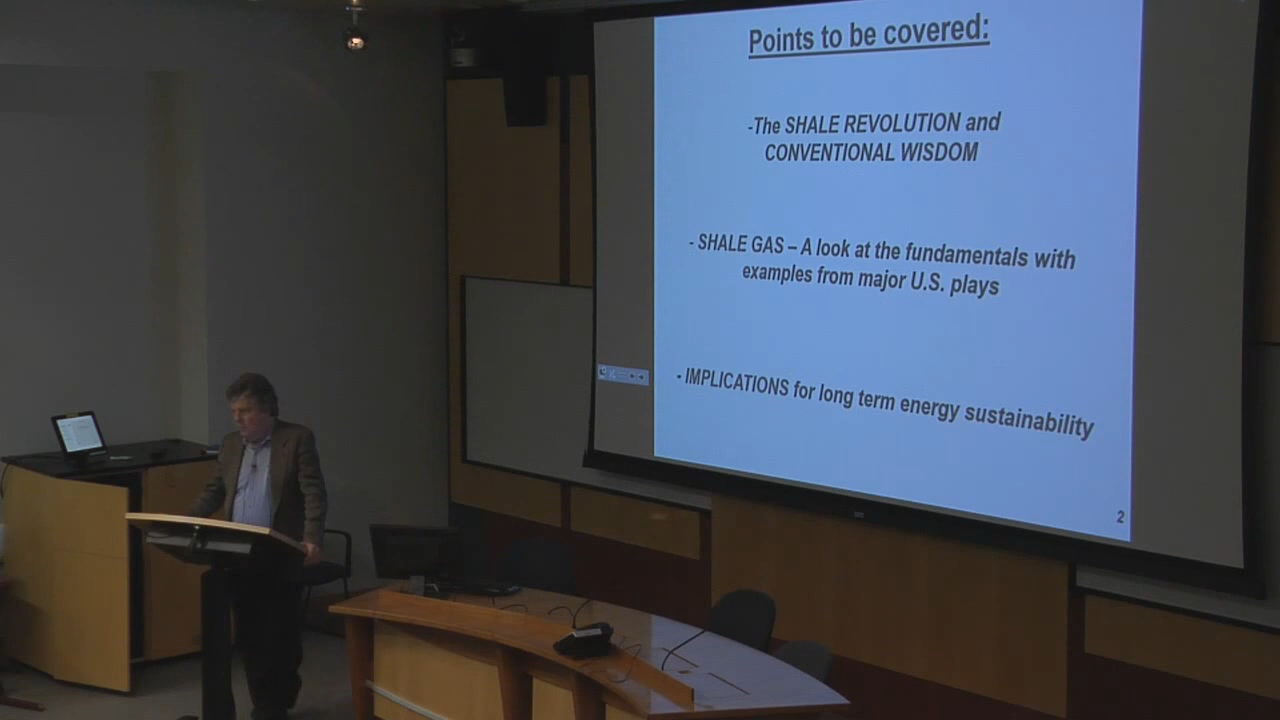 Points to be covered:
-The SHALE REVOLUTION and
CONVENTIONAL WISDOM
- SHALE GAS – A look at the fundamentals with
examples from major U.S. plays
- IMPLICATIONS for long term energy sustainability
2